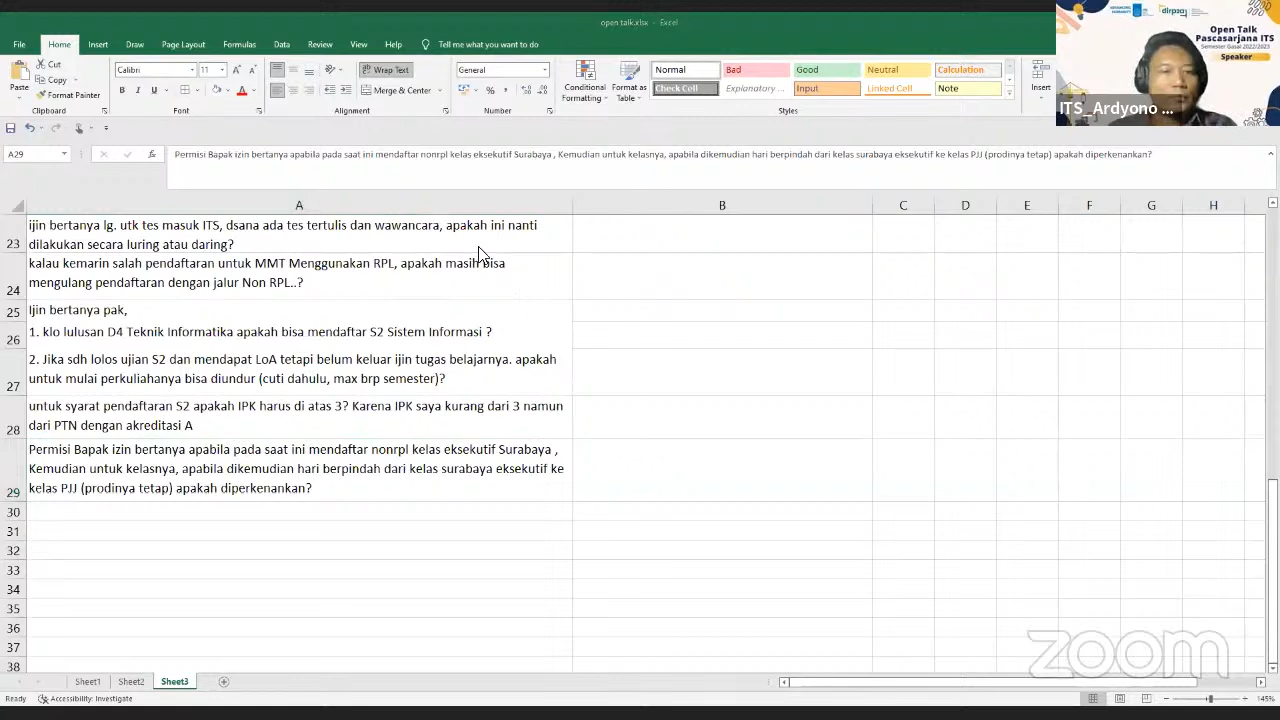 open talk.xlsx - Excel
File Home Insert Draw Page Layout Formulas Data Review View Help Tell me what you want to do
Paste
Cut
Copy
Format Painter
Clipboard
Calibri 11
B I U
Font
Wrap Text
Merge & Center
Alignment
General
Number
Conditional Formatting
Format as Table
Normal Bad Good Neutral Calculation
Check Cell Explanatory ... Input Linked Cell Note
Styles
Insert
A29
fx
Permisi Bapak izin bertanya apabila pada saat ini mendaftar nonrpl kelas eksekutif Surabaya , Kemudian untuk kelasnya, apabila dikemudian hari berpindah dari kelas surabaya eksekutif ke kelas PJJ (prodinya tetap) apakah diperkenankan?
A B C D E F G H
ijin bertanya lg. utk tes masuk ITS, dsana ada tes tertulis dan wawancara, apakah ini nanti
23 dilakukan secara luring atau daring?
kalau kemarin salah pendaftaran untuk MMT Menggunakan RPL, apakah masih bisa
24 mengulang pendaftaran dengan jalur Non RPL..?
25 Ijin bertanya pak,
26 1. klo lulusan D4 Teknik Informatika apakah bisa mendaftar S2 Sistem Informasi ?
2. Jika sdh lolos ujian S2 dan mendapat LoA tetapi belum keluar ijin tugas belajarnya. apakah
27 untuk mulai perkuliahanya bisa diundur (cuti dahulu, max brp semester)?
untuk syarat pendaftaran S2 apakah IPK harus di atas 3? Karena IPK saya kurang dari 3 namun
28 dari PTN dengan akreditasi A
Permisi Bapak izin bertanya apabila pada saat ini mendaftar nonrpl kelas eksekutif Surabaya ,
Kemudian untuk kelasnya, apabila dikemudian hari berpindah dari kelas surabaya eksekutif ke
29 kelas PJJ (prodinya tetap) apakah diperkenankan?
30
31
32
33
34
35
36
37
38
Sheet1 Sheet2 Sheet3
Ready Accessibility: Investigate 145%
dirpsa
Open Talk
Pascasarjana ITS
Semester Gasal 2022/2023
Speaker
ITS_Ardyono ...
zoom